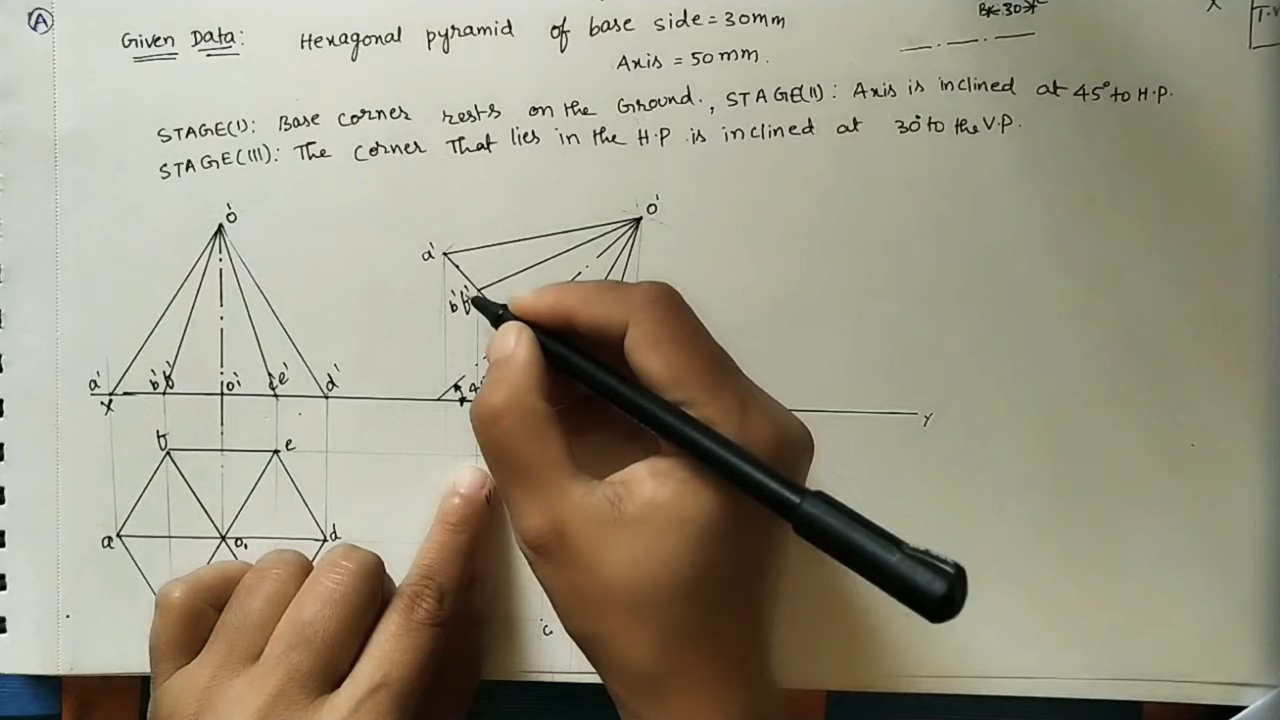 A
Given Data: Hexagonal pyramid of base side = 30mm
Axis = 50mm.
STAGE(I): Base corner rests on the Ground., STAGE(II): Axis is inclined at 45° to H.P.
STAGE(III): The corner That lies in the H.P is inclined at 30° to the V.P.
o'
a' b' f' o' c' e' d'
X
a' b' f' o'
Y
f e
a o, d
c